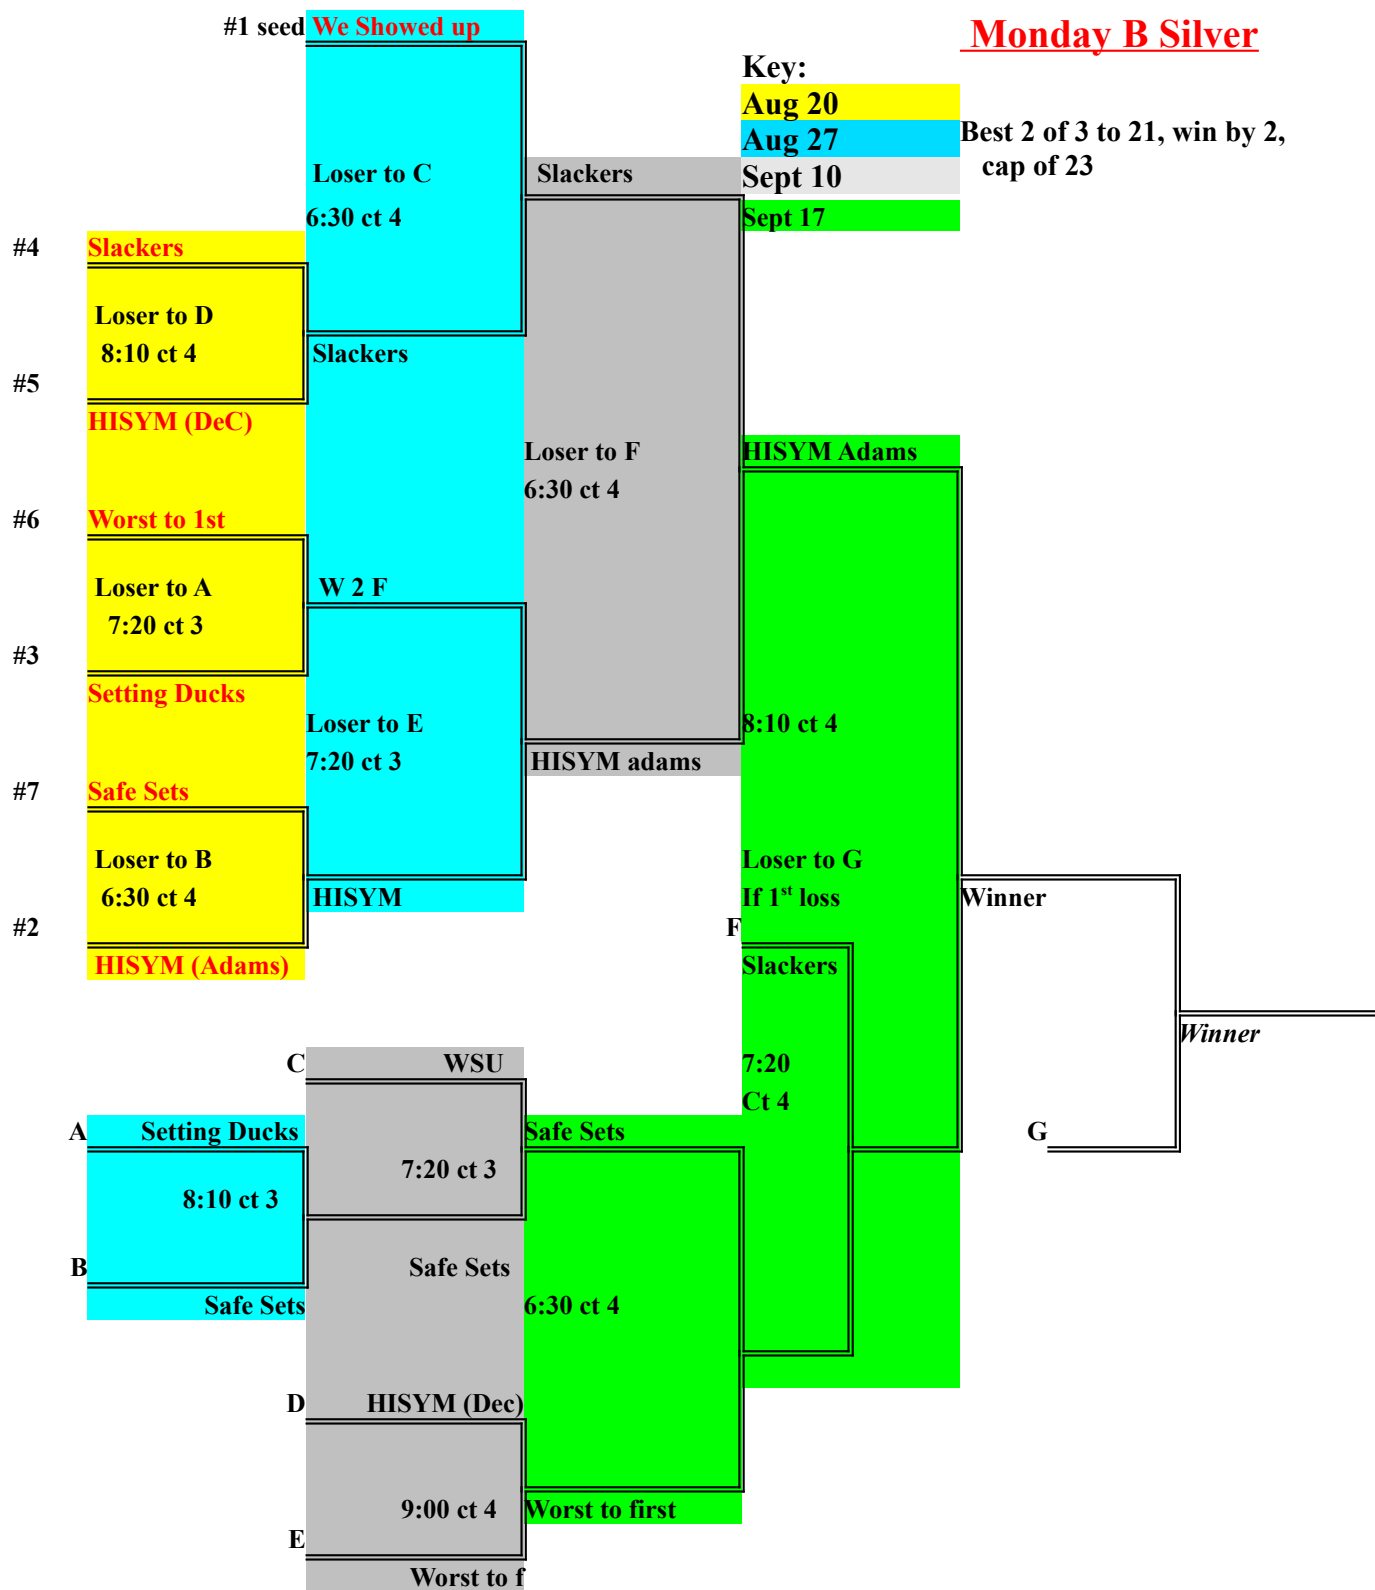 #1 seed We Showed up
Monday B Silver
Key:
Aug 20
Aug 27
Best 2 of 3 to 21, win by 2,
cap of 23
Sept 10
Sept 17
Loser to C
6:30 ct 4
Slackers
#4 Slackers
Loser to D
8:10 ct 4
Slackers
#5
HISYM (DeC)
Loser to F
6:30 ct 4
HISYM Adams
#6 Worst to 1st
Loser to A
7:20 ct 3
W 2 F
#3
Setting Ducks
Loser to E
7:20 ct 3
8:10 ct 4
HISYM adams
#7 Safe Sets
Loser to B
6:30 ct 4
HISYM
Loser to G
If 1st loss
Winner
#2
HISYM (Adams)
F
Slackers
Winner
C WSU
7:20
Ct 4
A Setting Ducks
Safe Sets
G
8:10 ct 3
7:20 ct 3
B
Safe Sets
Safe Sets
6:30 ct 4
D HISYM (Dec)
9:00 ct 4
Worst to first
E
Worst to f